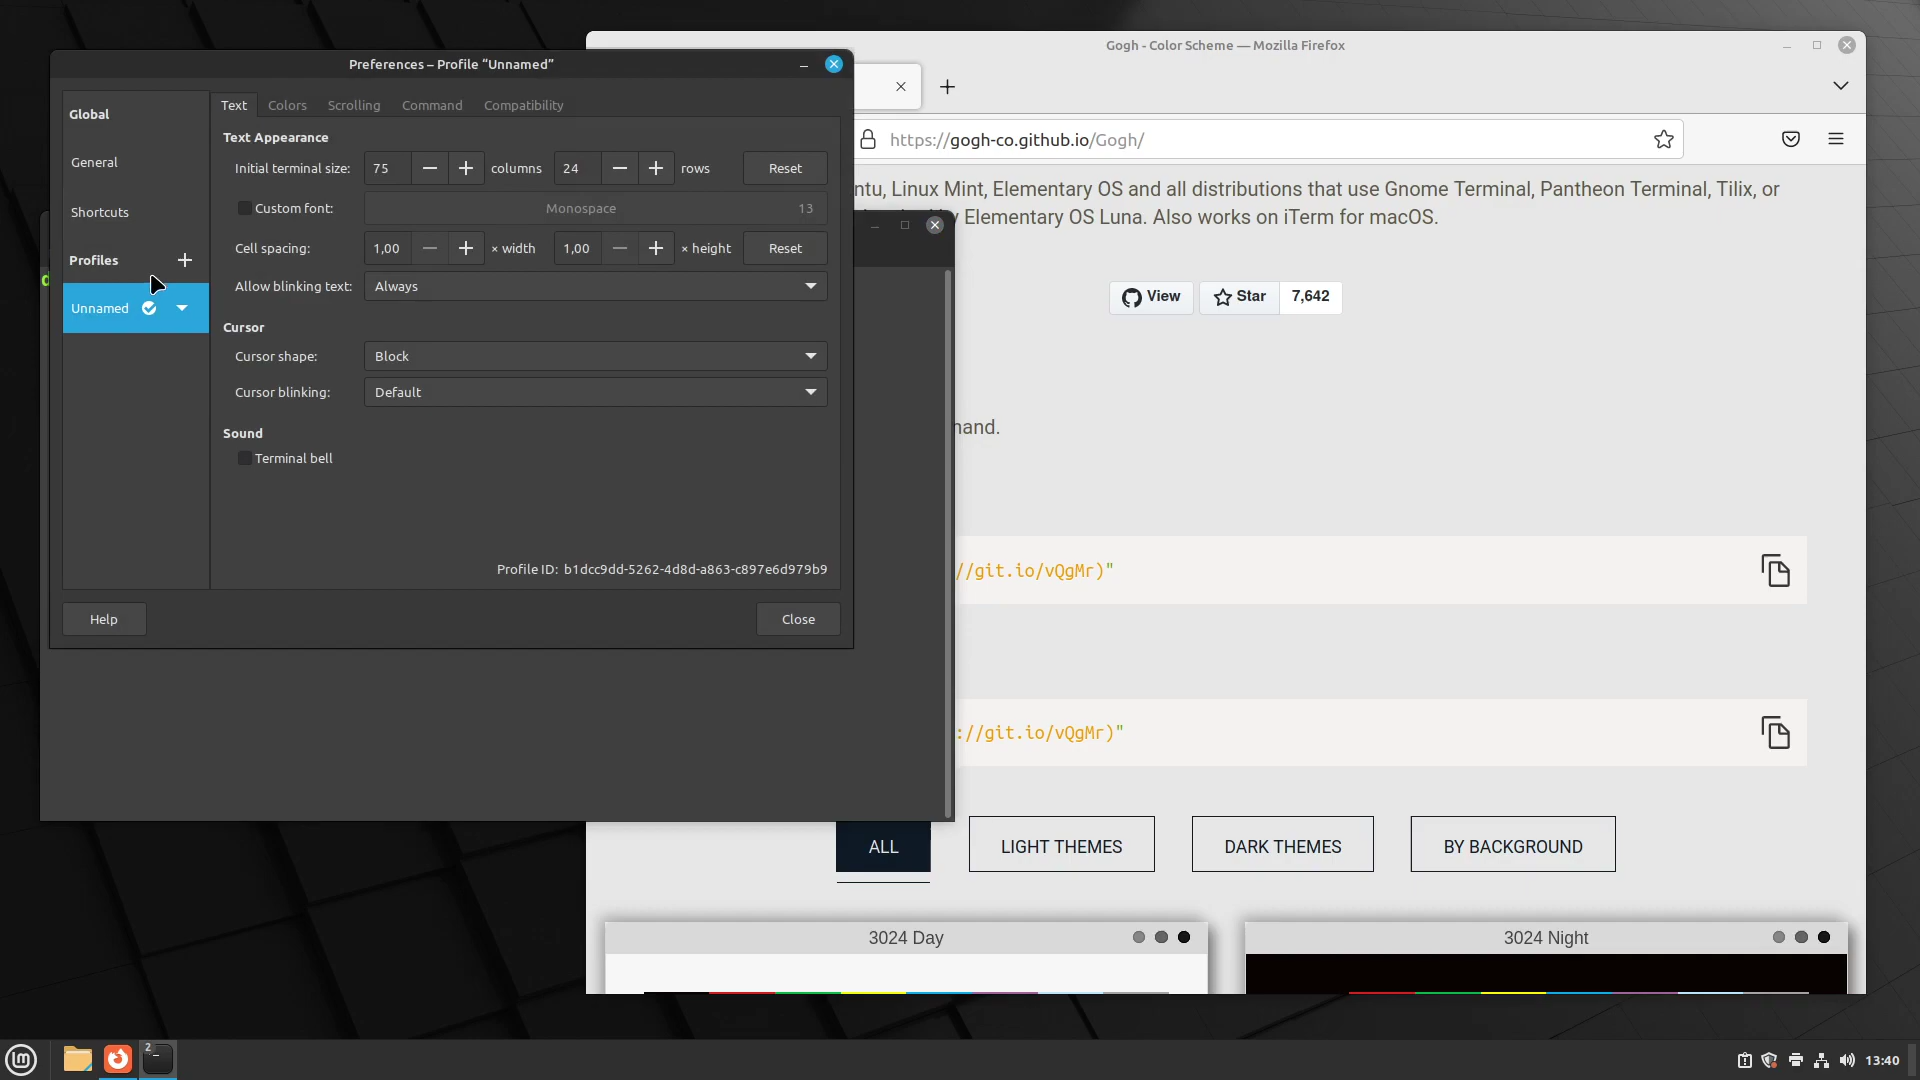 Gogh - Color Scheme — Mozilla Firefox
Preferences – Profile “Unnamed”
Global
General
Shortcuts
Profiles
Unnamed
Text Colors Scrolling Command Compatibility
Text Appearance
Initial terminal size: 75 columns 24 rows Reset
Custom font: Monospace 13
Cell spacing: 1,00 × width 1,00 × height Reset
Allow blinking text: Always
Cursor
Cursor shape: Block
Cursor blinking: Default
Sound
Terminal bell
Profile ID: b1dcc9dd-5262-4d8d-a863-c897e6d979b9
Help Close
https://gogh-co.github.io/Gogh/
ntu, Linux Mint, Elementary OS and all distributions that use Gnome Terminal, Pantheon Terminal, Tilix, or
y Elementary OS Luna. Also works on iTerm for macOS.
View Star 7,642
mand.
//git.io/vQgMr)"
://git.io/vQgMr)"
ALL LIGHT THEMES DARK THEMES BY BACKGROUND
3024 Day 3024 Night
2
13:40